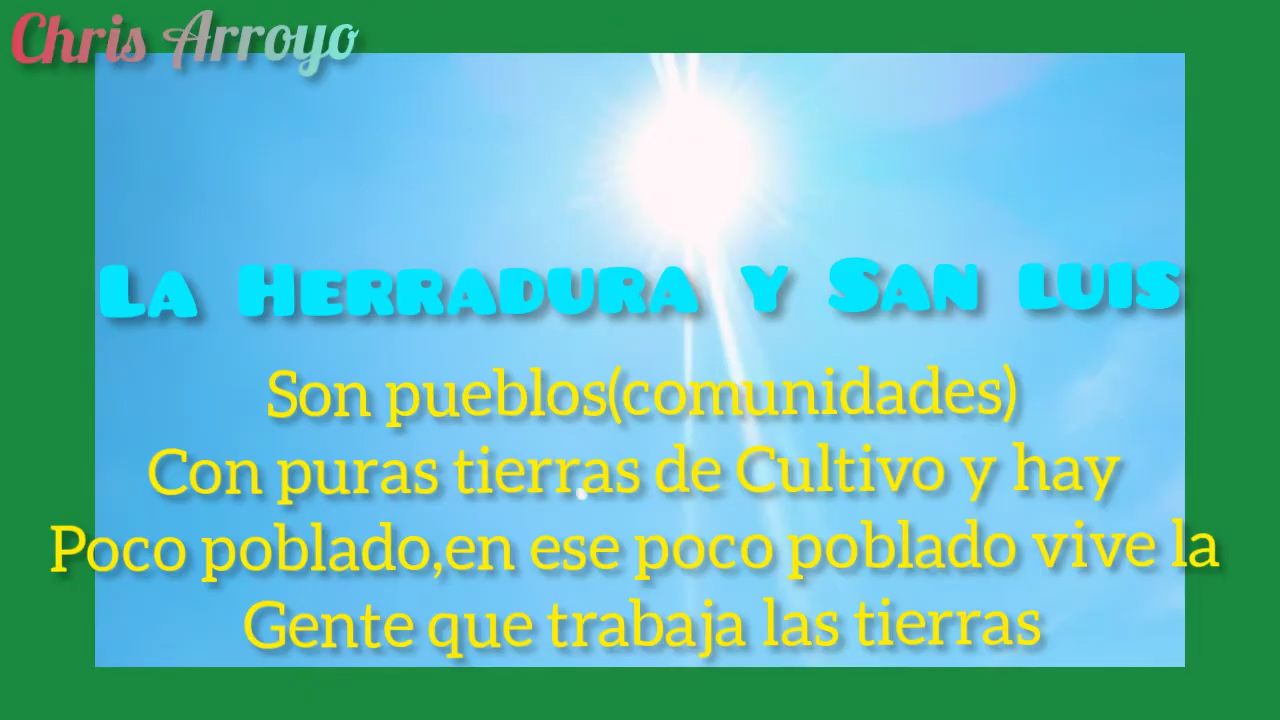 Chris Arroyo
La Herradura y San luis
Son pueblos(comunidades)
Con puras tierras de Cultivo y hay
Poco poblado,en ese poco poblado vive la
Gente que trabaja las tierras